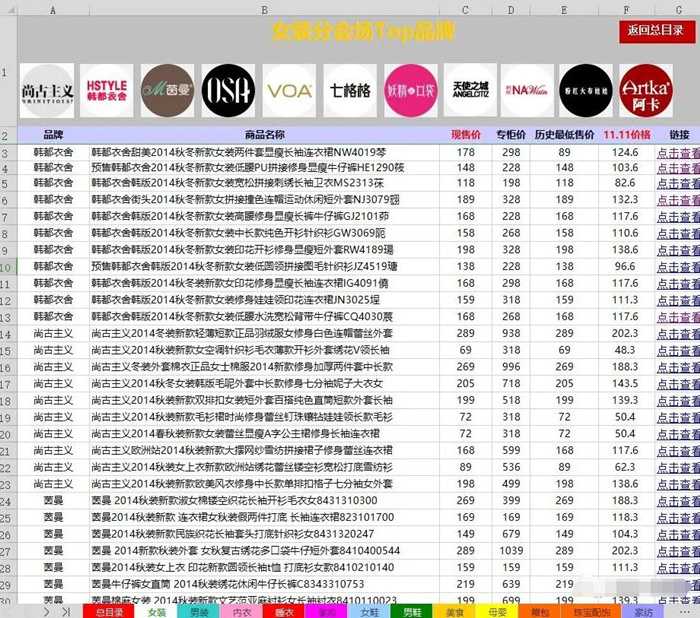 A B C D E F G
女装分会场Top品牌 返回总目录
尚古主义 HSTYLE 韩都衣舍 M茵曼 OSA VOA 七格格 妖精の口袋 天使之城 ANGELCITIZ NAWain 粉红大布娃娃 Artka 阿卡
品牌 商品名称 现售价 专柜价 历史最低售价 11.11价格 链接
3 韩都衣舍 韩都衣舍甜美2014秋冬新款女装两件套显瘦长袖连衣裙NW4019琴 178 298 89 124.6 点击查看
4 韩都衣舍 预售韩都衣舍韩版2014秋冬新款女装低腰PU拼接修身显瘦牛仔裤HE1290筱 148 228 148 103.6 点击查看
5 韩都衣舍 韩都衣舍韩版2014秋冬新款女装宽松拼接刺绣长袖卫衣MS2313莯 118 198 118 82.6 点击查看
6 韩都衣舍 韩都衣舍街头2014秋冬新款女拼接撞色连帽运动休闲短外套NJ3079翾 189 328 189 132.3 点击查看
7 韩都衣舍 韩都衣舍韩版2014秋冬新款女装高腰修身显瘦长裤牛仔裤GJ2101茆 168 268 168 117.6 点击查看
8 韩都衣舍 韩都衣舍韩版2014秋冬新款女装中长款纯色开衫针织衫GW3069霓 158 268 158 110.6 点击查看
9 韩都衣舍 韩都衣舍韩版2014秋冬新款女装印花开衫修身显瘦短外套RW4189璐 198 328 198 138.6 点击查看
10 韩都衣舍 预售韩都衣舍韩版2014秋冬新款女装低圆领拼接图毛针织衫JZ4519瑭 138 228 138 96.6 点击查看
11 韩都衣舍 韩都衣舍韩版2014秋冬新款女印花修身显瘦长袖连衣裙IG4091僥 168 298 168 117.6 点击查看
12 韩都衣舍 韩都衣舍韩版2014秋冬新款女装修身娃娃领印花连衣裙JN3025埕 159 318 159 111.3 点击查看
13 韩都衣舍 韩都衣舍韩版2014秋冬新款女装低腰水洗宽松背带牛仔裤CQ4030晨 168 268 168 117.6 点击查看
14 尚古主义 尚古主义2014冬装新款轻薄短款正品羽绒服女修身白色连帽蕾丝外套 289 938 289 202.3 点击查看
15 尚古主义 尚古主义2014秋装新款女空调针织衫毛衣薄款开衫外套绣花V领长袖 69 318 69 48.3 点击查看
16 尚古主义 尚古主义冬装外套棉衣正品女士棉服2014新款修身加厚两件套中长款 269 996 269 188.3 点击查看
17 尚古主义 尚古主义2014秋冬女装韩版毛呢外套中长款修身七分袖妮子大衣女 205 718 205 143.5 点击查看
18 尚古主义 尚古主义2014秋装新款双排扣女装短外套百搭纯色直筒短款外套长袖 199 518 199 139.3 点击查看
19 尚古主义 尚古主义2014秋装新款毛衫裙时尚修身蕾丝钉珠镶钻娃娃领长款毛衫 72 318 72 50.4 点击查看
20 尚古主义 尚古主义2014春秋装新款女装蕾丝显瘦A字公主裙修身长袖连衣裙 72 318 72 50.4 点击查看
21 尚古主义 尚古主义欧洲站2014秋装新款大摆网纱雪纺拼接裙子修身蕾丝连衣裙 168 599 168 117.6 点击查看
22 尚古主义 尚古主义2014秋装女上衣新款欧洲站绣花蕾丝镂空衫宽松打底雪纺衫 89 356 89 62.3 点击查看
23 尚古主义 尚古主义2014秋装新款欧美风衣修身中长款单排扣格子七分袖女外套 198 499 198 138.6 点击查看
24 茵曼 茵曼 2014秋装新款淑女棉镂空织花长袖开衫毛衣女8431310300 269 399 269 188.3 点击查看
25 茵曼 茵曼2014秋装新款 连衣裙女秋装假两件打底 长袖连衣裙823101700 169 169 169 118.3 点击查看
26 茵曼 茵曼2014秋装新款民族织花长袖套头打底针织衫女8431320247 149 679 149 104.3 点击查看
27 茵曼 茵曼 2014新款秋装外套 女秋复古绣花多口袋牛仔短外套8410400544 289 1039 289 202.3 点击查看
28 茵曼 茵曼2014秋装女上衣 印花新款圆领长袖t恤 打底衫女款8410210140 159 159 159 111.3 点击查看
29 茵曼 茵曼牛仔裤女直筒 2014秋装绣花休闲牛仔长裤C8343310753 219 639 219 153.3 点击查看
30 茵曼 茵曼棉麻女装 2014秋装新款文艺范亚麻衬衫女长袖衬衣8410110023 199 699 199 139.3 点击查看
总目录 女装 男装 内衣 睡衣 女鞋 男鞋 美食 母婴 箱包 珠宝配饰 家纺